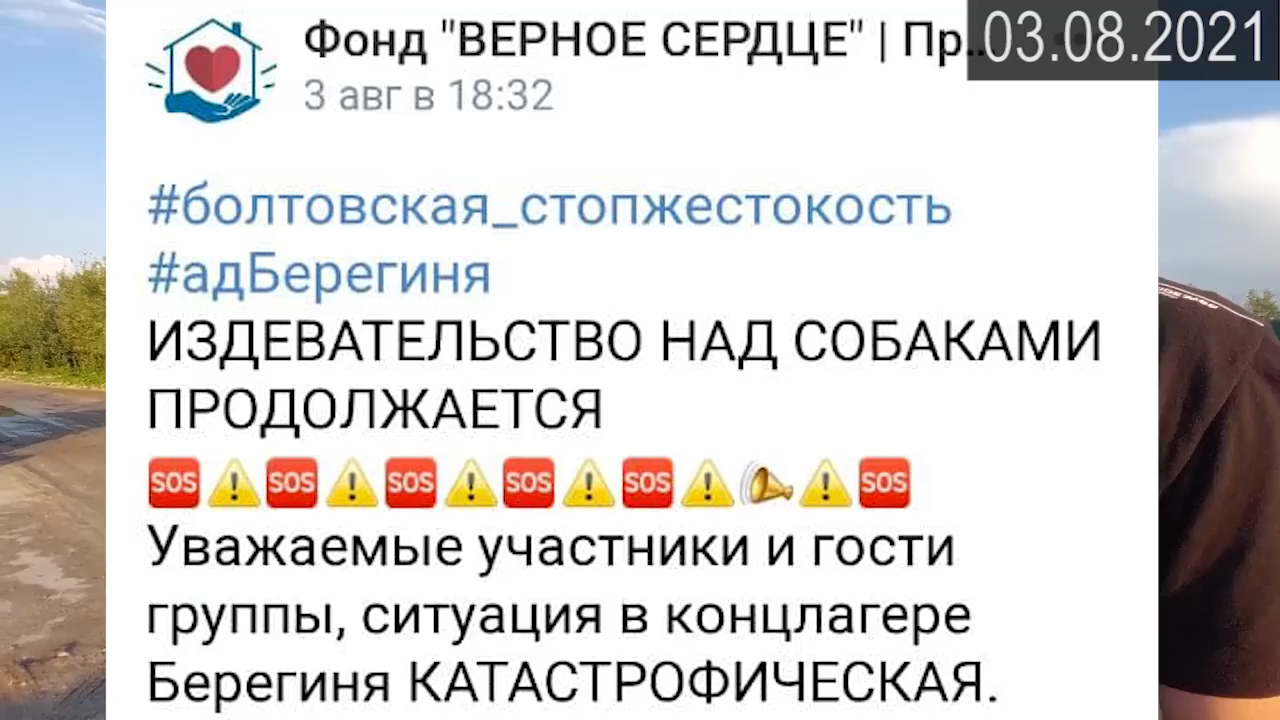 Фонд "ВЕРНОЕ СЕРДЦЕ" | Пр...
03.08.2021
3 авг в 18:32
#болтовская_стопжестокость
#адБерегиня
ИЗДЕВАТЕЛЬСТВО НАД СОБАКАМИ
ПРОДОЛЖАЕТСЯ
SOS SOS SOS SOS SOS SOS
Уважаемые участники и гости
группы, ситуация в концлагере
Берегиня КАТАСТРОФИЧЕСКАЯ.